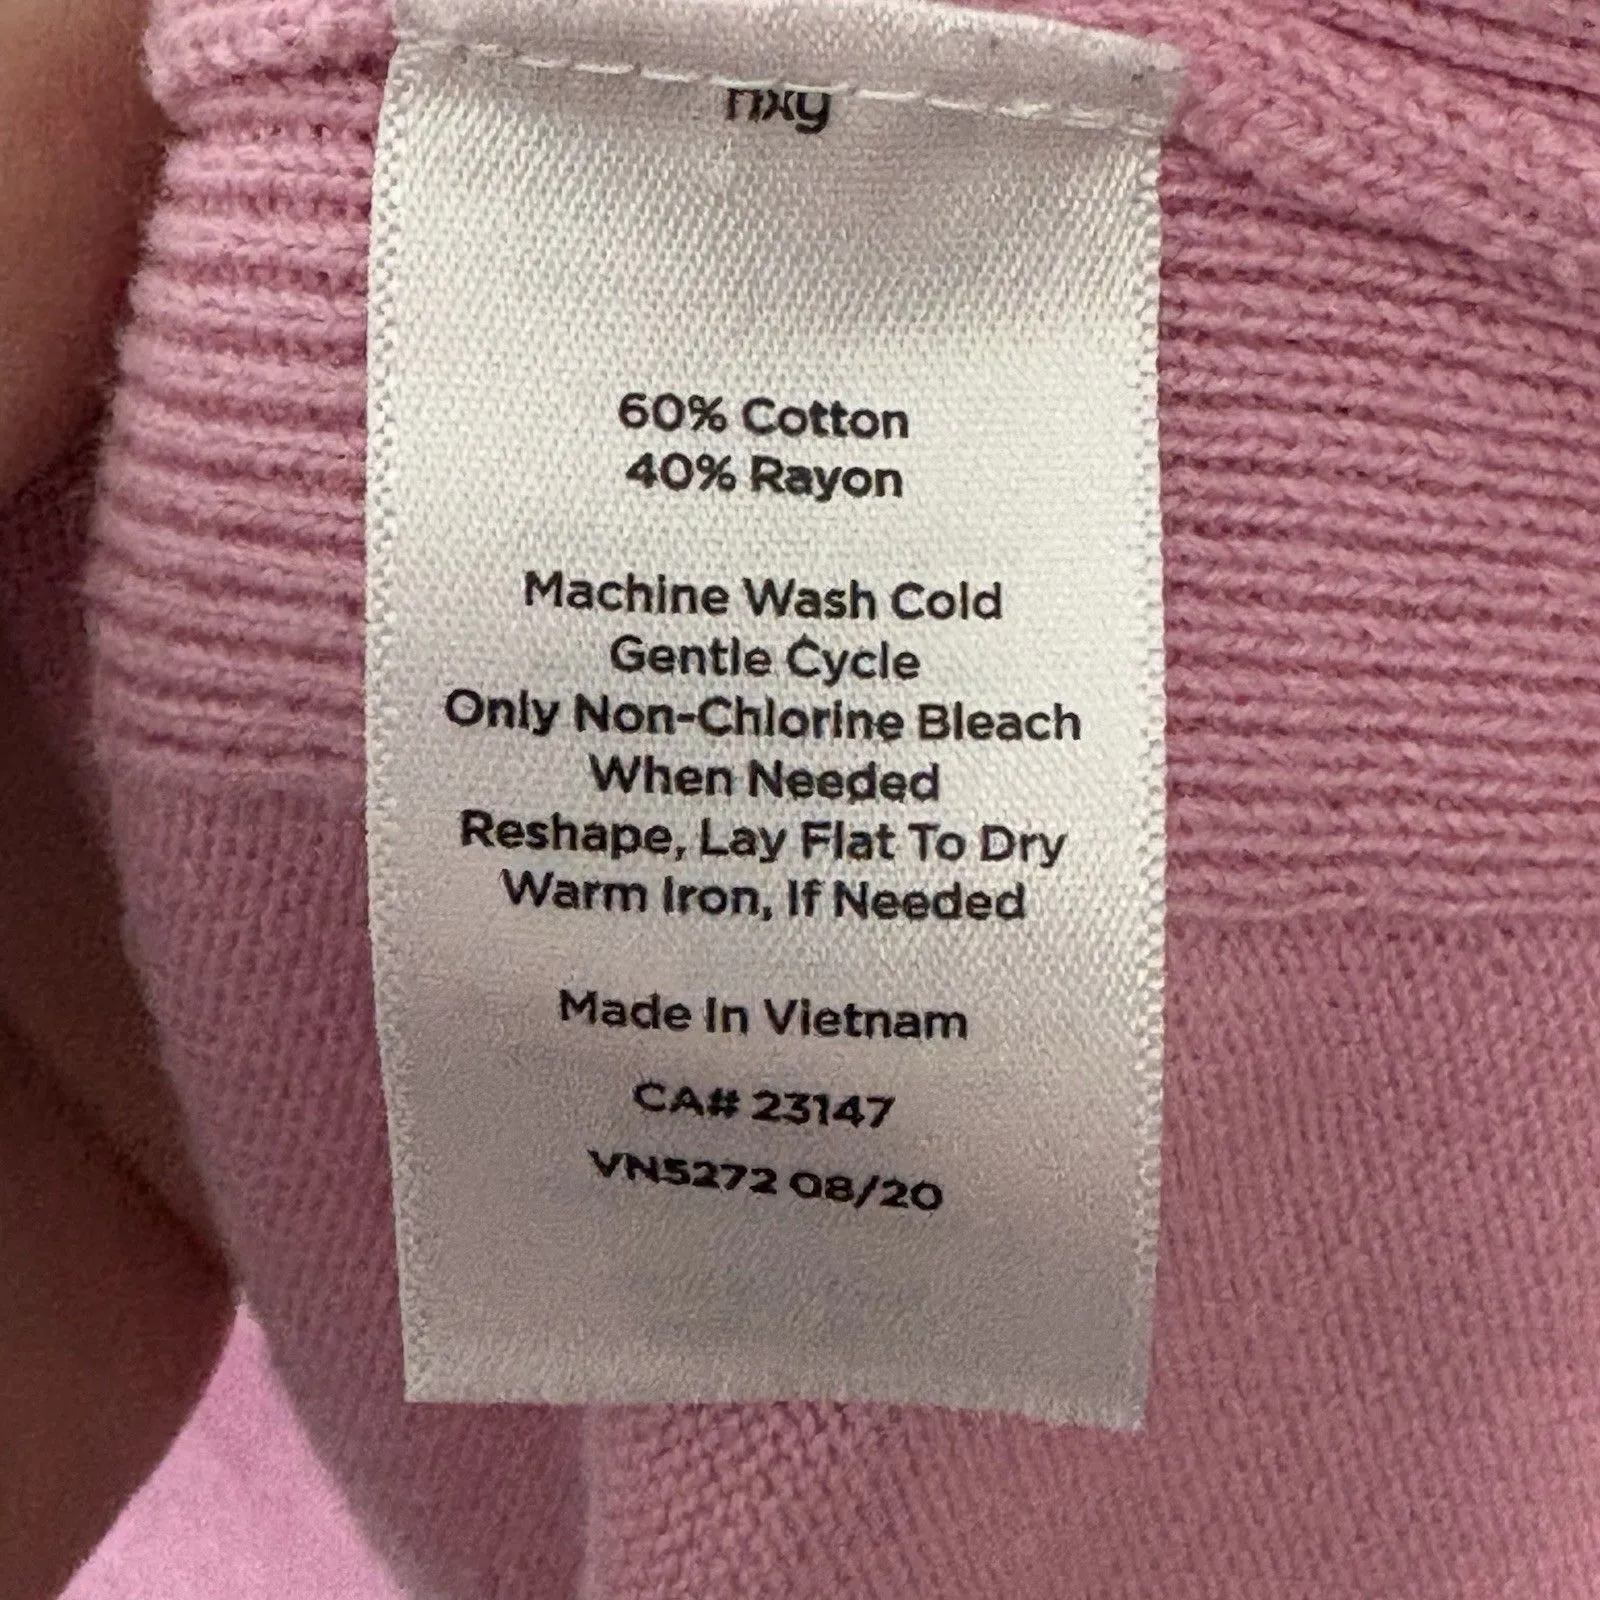 60% Cotton
40% Rayon
Machine Wash Cold
Gentle Cycle
Only Non-Chlorine Bleach
When Needed
Reshape, Lay Flat To Dry
Warm Iron, If Needed
Made In Vietnam
CA# 23147
VN5272 08/20